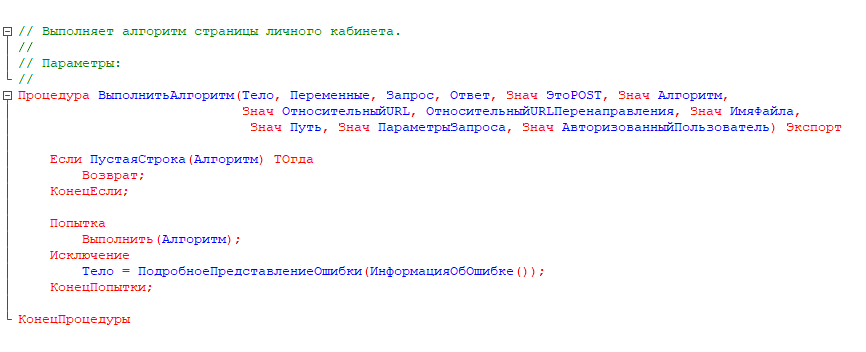 // Выполняет алгоритм страницы личного кабинета.
//
// Параметры:
//
Процедура ВыполнитьАлгоритм(Тело, Переменные, Запрос, Ответ, Знач ЭтоPOST, Знач Алгоритм,
Знач ОтносительныйURL, ОтносительныйURLПеренаправления, Знач ИмяФайла,
Знач Путь, Знач ПараметрыЗапроса, Знач АвторизованныйПользователь) Экспорт
Если ПустаяСтрока(Алгоритм) ТОгда
Возврат;
КонецЕсли;
Попытка
Выполнить(Алгоритм);
Исключение
Тело = ПодробноеПредставлениеОшибки(ИнформацияОбОшибке());
КонецПопытки;
КонецПроцедуры